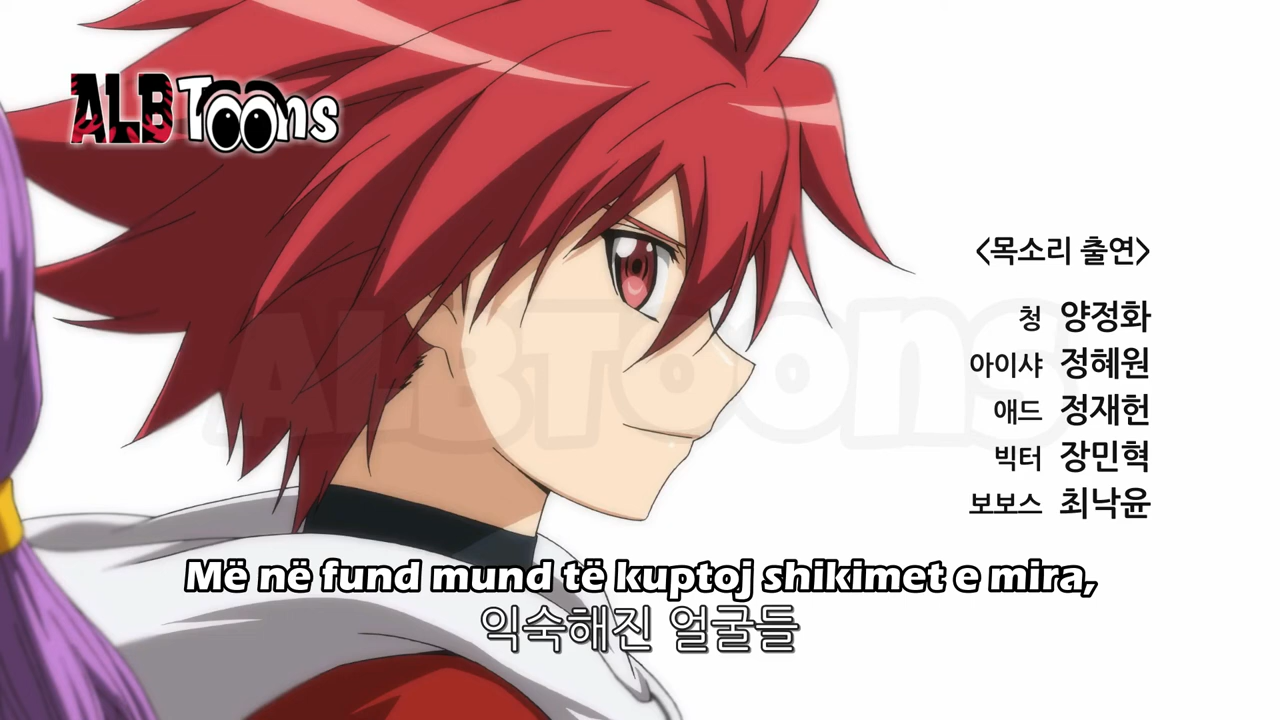 ALBToons
<목소리 출연>
청 양정화
아이샤 정혜원
애드 정재헌
빅터 장민혁
보보스 최낙윤
ALBToons
Më në fund mund të kuptoj shikimet e mira,
익숙해진 얼굴들